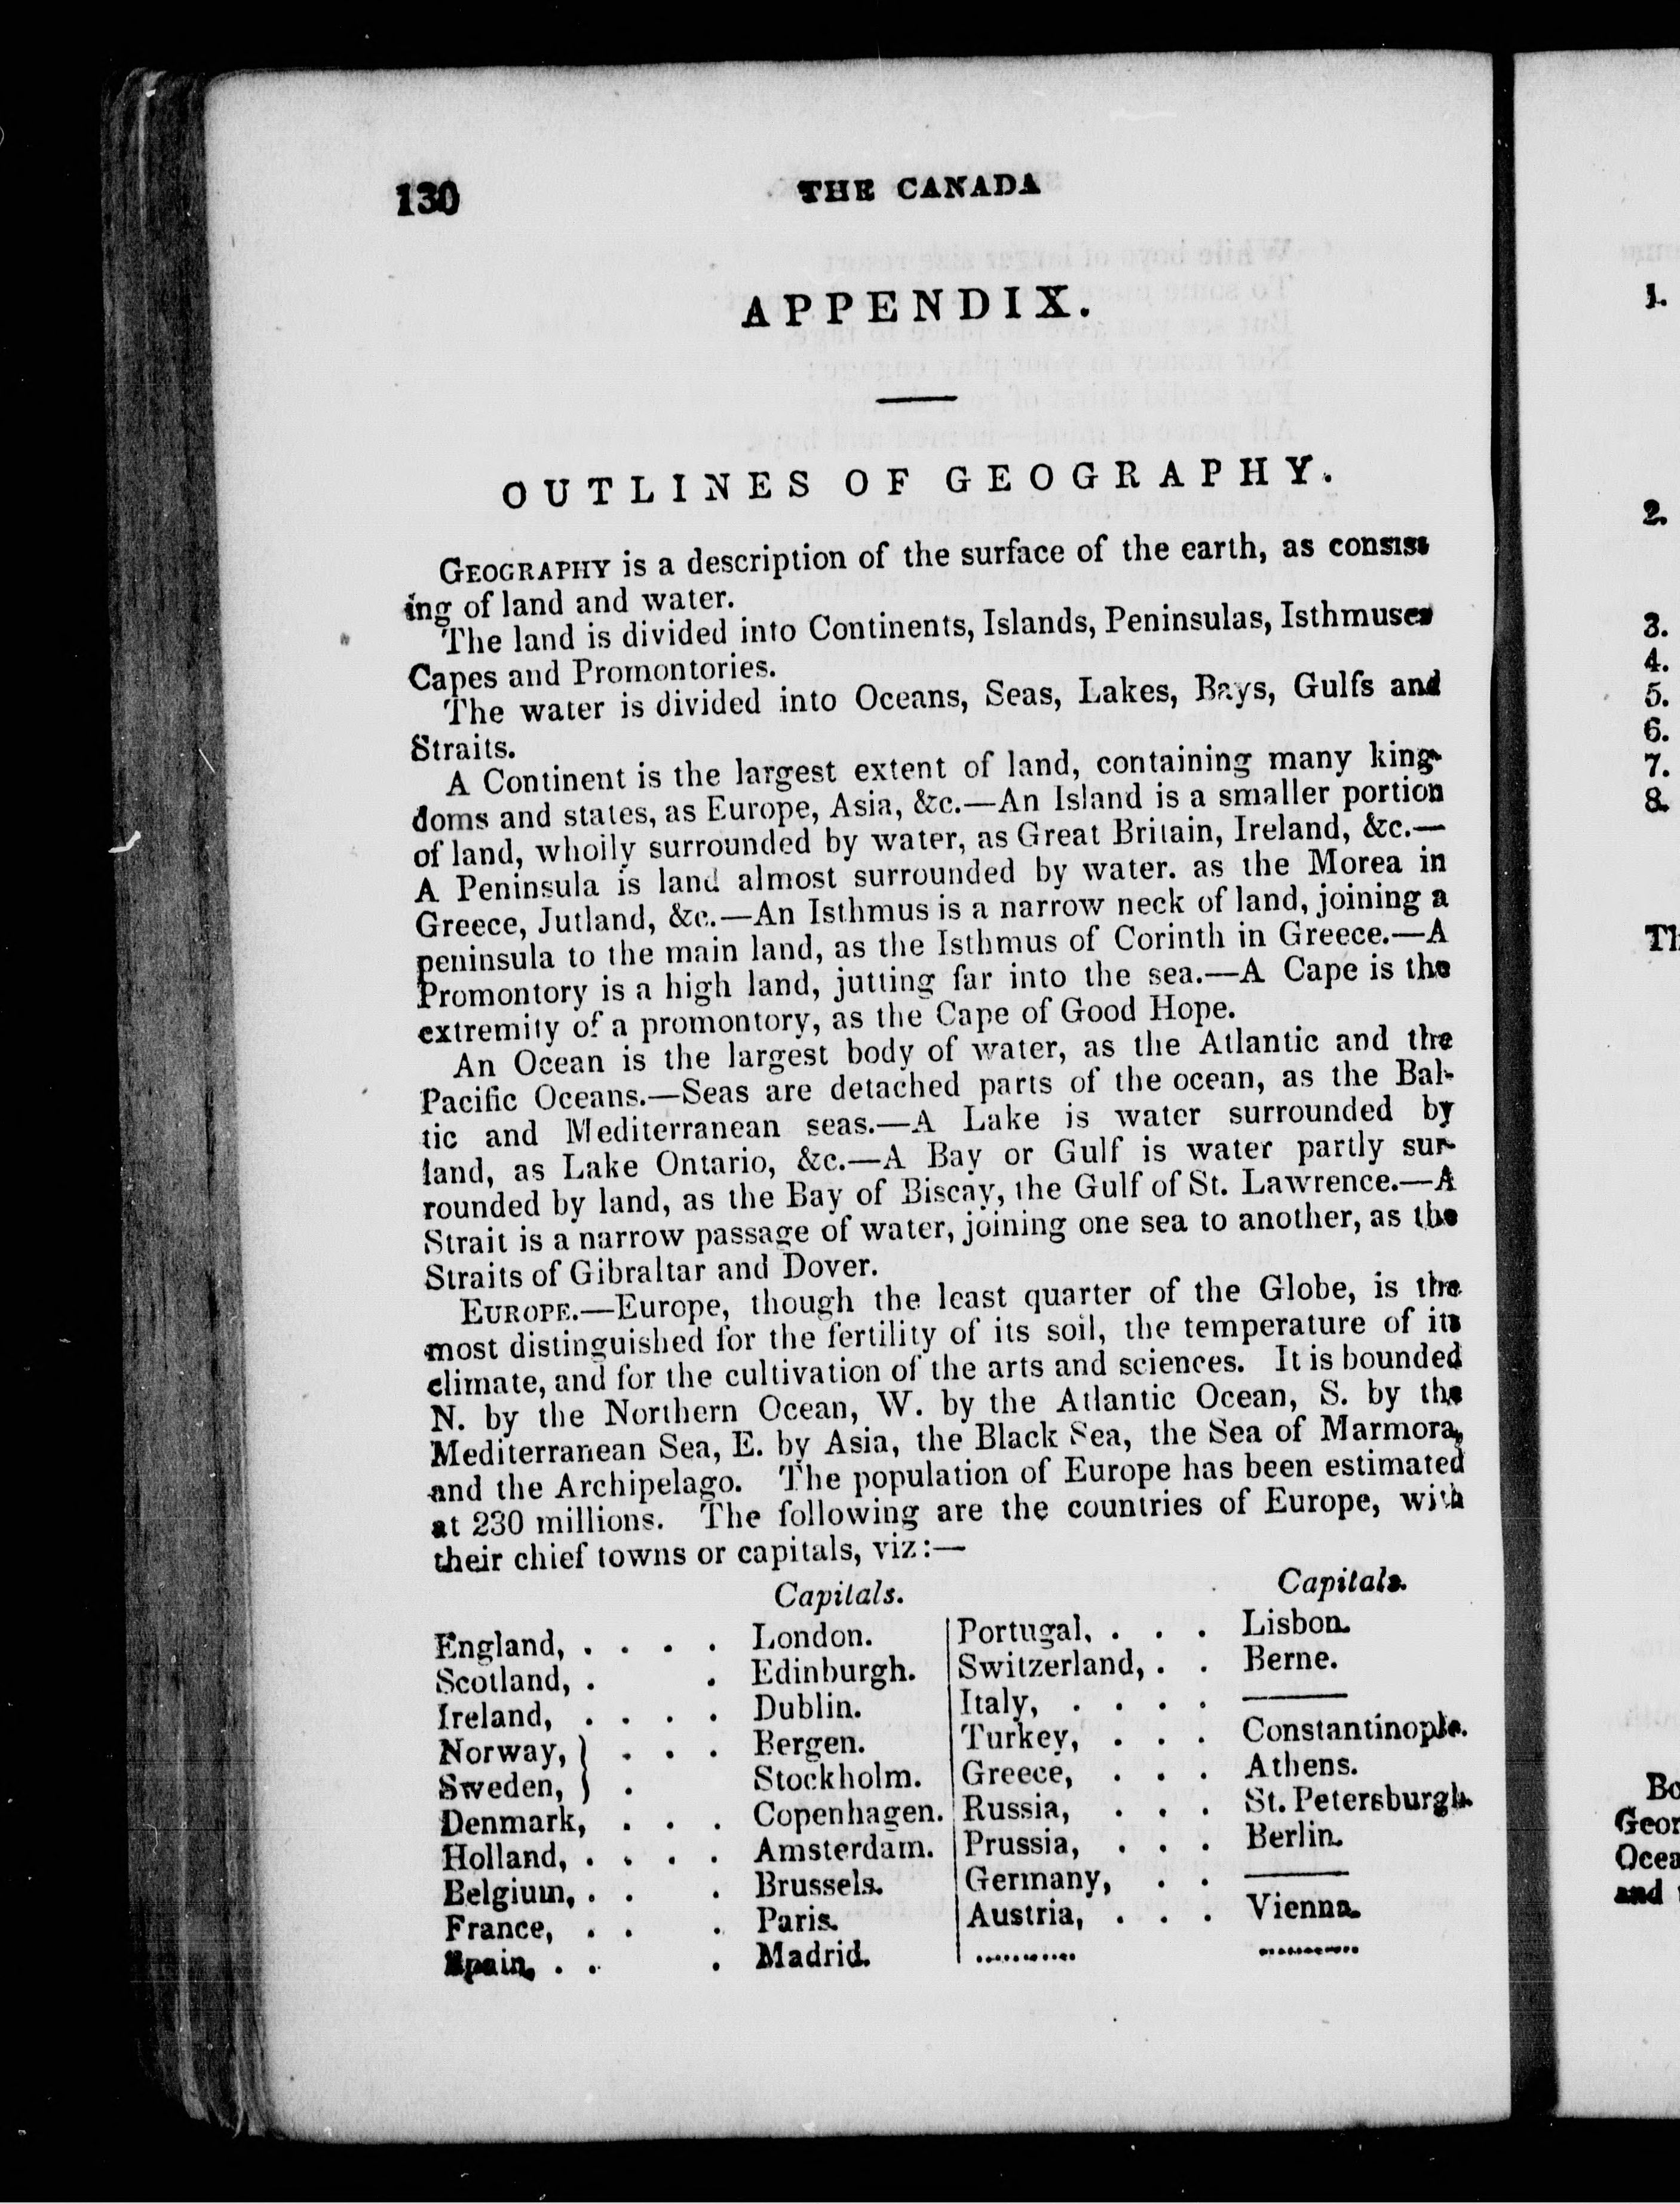 130
THE CANADA
APPENDIX.
OUTLINES OF GEOGRAPHY.
GEOGRAPHY is a description of the surface of the earth, as consist
ing of land and water.
The land is divided into Continents, Islands, Peninsulas, Isthmuses
Capes and Promontories.
The water is divided into Oceans, Seas, Lakes, Bays, Gulfs and
Straits.
A Continent is the largest extent of land, containing many king-
doms and states, as Europe, Asia, &c.—An Island is a smaller portion
of land, wholly surrounded by water, as Great Britain, Ireland, &c.—
A Peninsula is land almost surrounded by water. as the Morea in
Greece, Jutland, &c.—An Isthmus is a narrow neck of land, joining a
peninsula to the main land, as the Isthmus of Corinth in Greece.—A
Promontory is a high land, jutting far into the sea.—A Cape is the
extremity of a promontory, as the Cape of Good Hope.
An Ocean is the largest body of water, as the Atlantic and the
Pacific Oceans.—Seas are detached parts of the ocean, as the Bal-
tic and Mediterranean seas.—A Lake is water surrounded by
land, as Lake Ontario, &c.—A Bay or Gulf is water partly sur-
rounded by land, as the Bay of Biscay, the Gulf of St. Lawrence.—A
Strait is a narrow passage of water, joining one sea to another, as the
Straits of Gibraltar and Dover.
EUROPE.—Europe, though the least quarter of the Globe, is the
most distinguished for the fertility of its soil, the temperature of its
climate, and for the cultivation of the arts and sciences. It is bounded
N. by the Northern Ocean, W. by the Atlantic Ocean, S. by the
Mediterranean Sea, E. by Asia, the Black Sea, the Sea of Marmora,
and the Archipelago. The population of Europe has been estimated
at 230 millions. The following are the countries of Europe, with
their chief towns or capitals, viz:—
Capitals. Capitals.
England, . . . . London. Portugal, . . . Lisbon.
Scotland, . . Edinburgh. Switzerland, . . Berne.
Ireland, . . . . Dublin. Italy, . . . . ———
Norway, } . . . Bergen. Turkey, . . . Constantinople.
Sweden, } . Stockholm. Greece, . . . Athens.
Denmark, . . . Copenhagen. Russia, . . . St. Petersburgh.
Holland, . . . . Amsterdam. Prussia, . . . Berlin.
Belgium, . . . Brussels. Germany, . . ———
France, . . . Paris. Austria, . . . Vienna.
Spain, . . . Madrid. ........... ...........
1.
2.
3.
4.
5.
6.
7.
8.